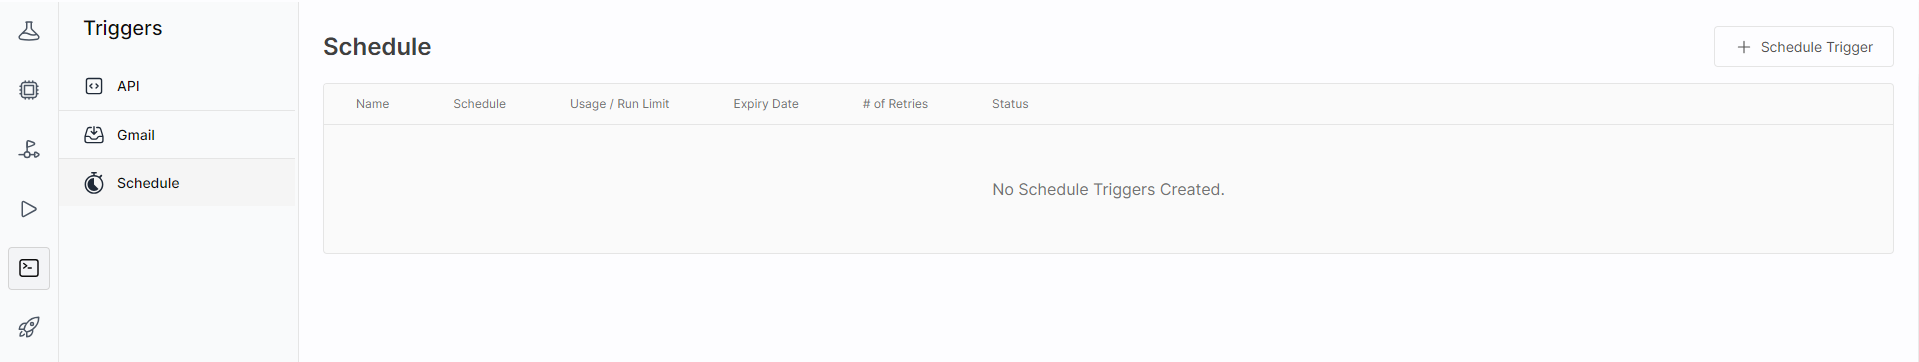 Triggers
API
Gmail
Schedule
Schedule
+ Schedule Trigger
Name Schedule Usage / Run Limit Expiry Date # of Retries Status
No Schedule Triggers Created.